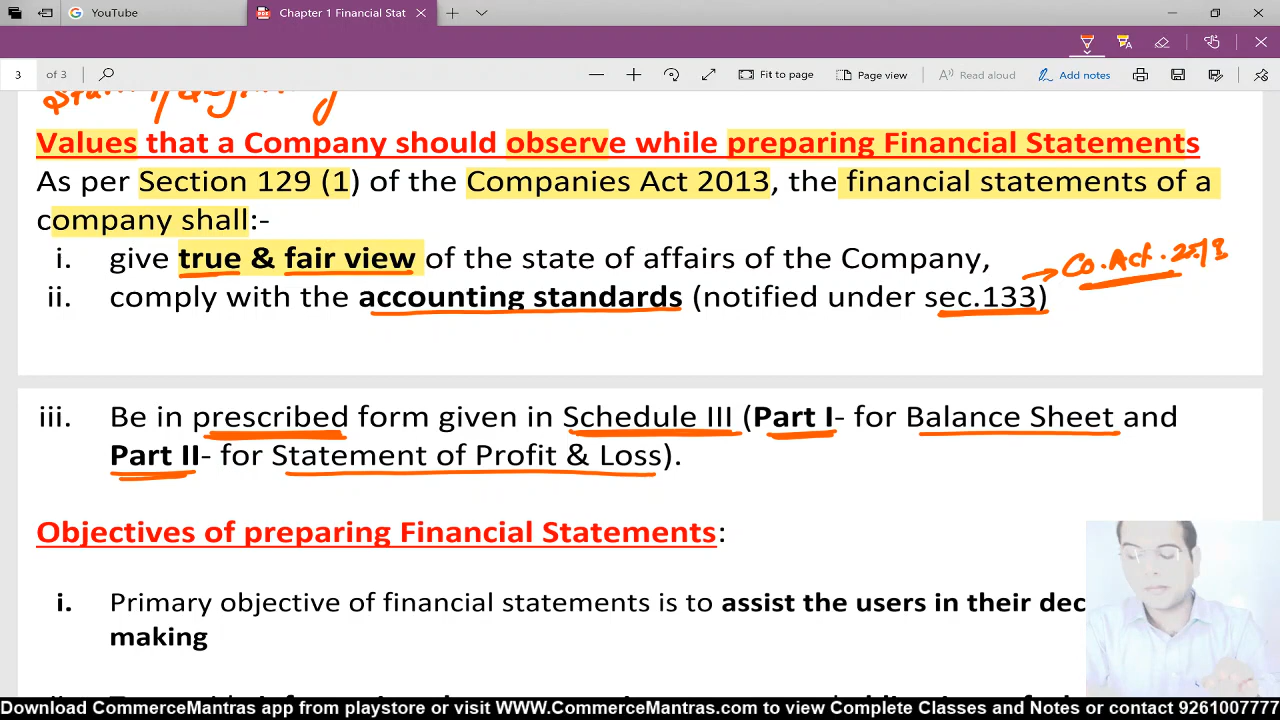 YouTube
Chapter 1 Financial Stat
3 of 3
Fit to page
Page view
Read aloud
Add notes
Values that a Company should observe while preparing Financial Statements
As per Section 129 (1) of the Companies Act 2013, the financial statements of a
company shall:-
i. give true & fair view of the state of affairs of the Company,
Co. Act. 2013
ii. comply with the accounting standards (notified under sec.133)
iii. Be in prescribed form given in Schedule III (Part I- for Balance Sheet and
Part II- for Statement of Profit & Loss).
Objectives of preparing Financial Statements:
i. Primary objective of financial statements is to assist the users in their dec
making
Download CommerceMantras app from playstore or visit WWW.CommerceMantras.com to view Complete Classes and Notes or contact 9261007777